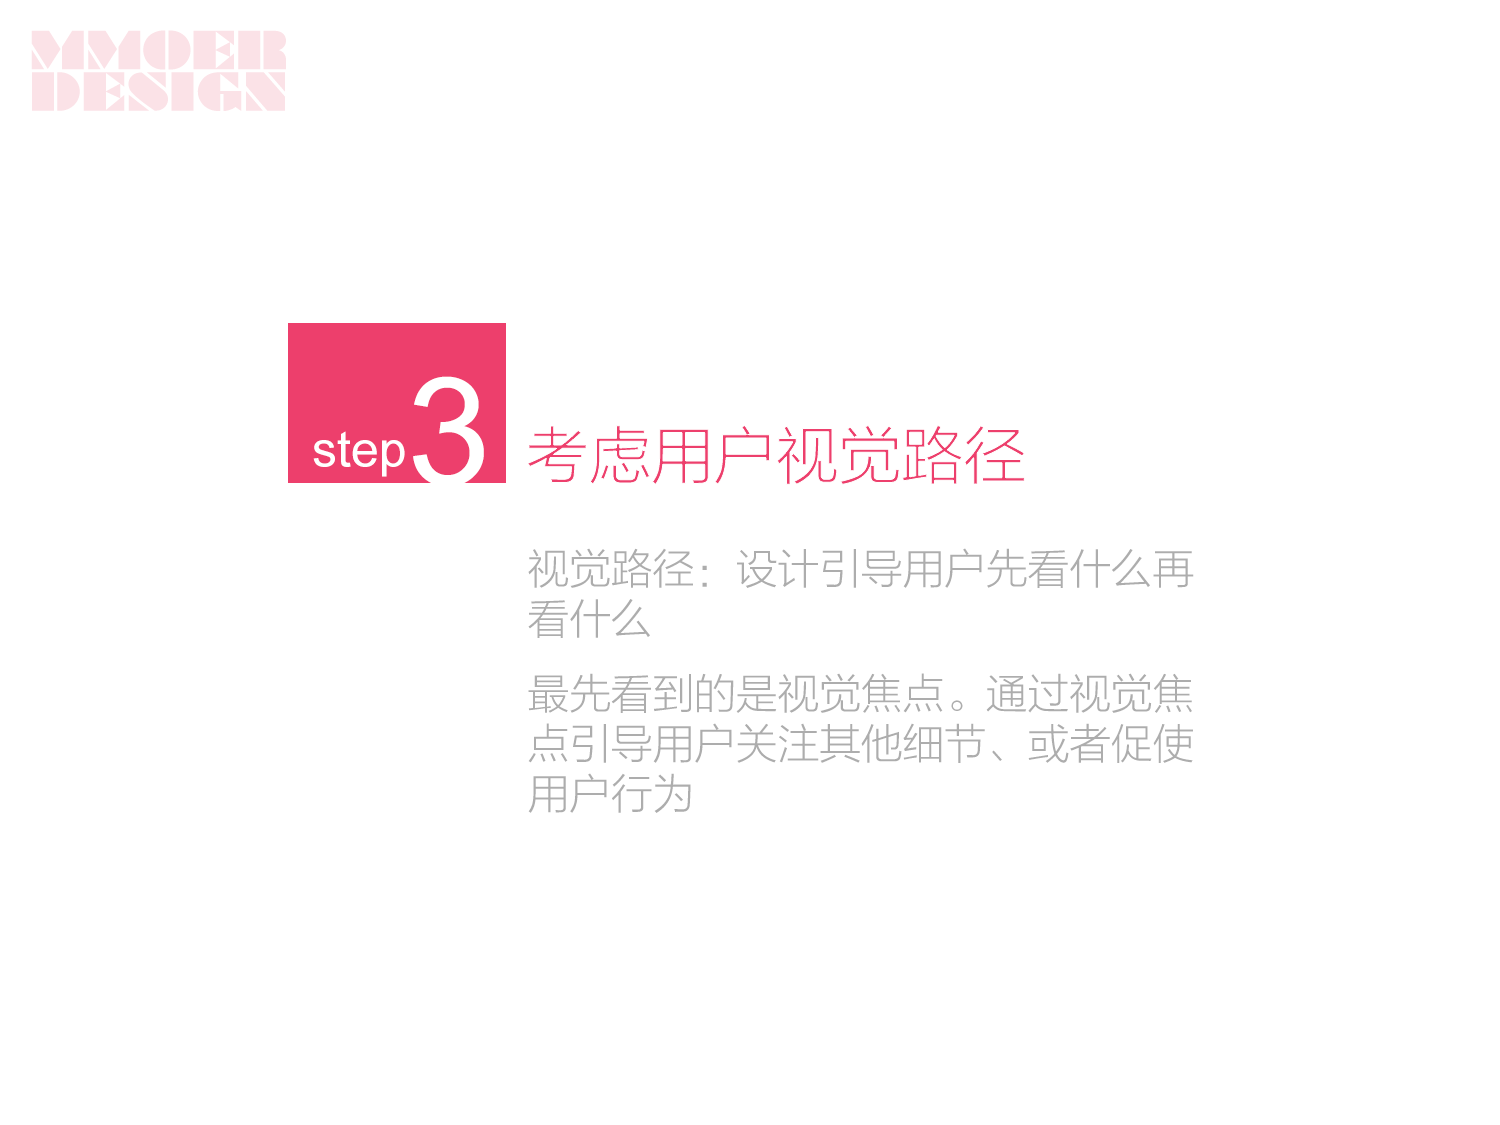 MMOER
DESIGN
step3 考虑用户视觉路径
视觉路径：设计引导用户先看什么再
看什么
最先看到的是视觉焦点。通过视觉焦
点引导用户关注其他细节、或者促使
用户行为